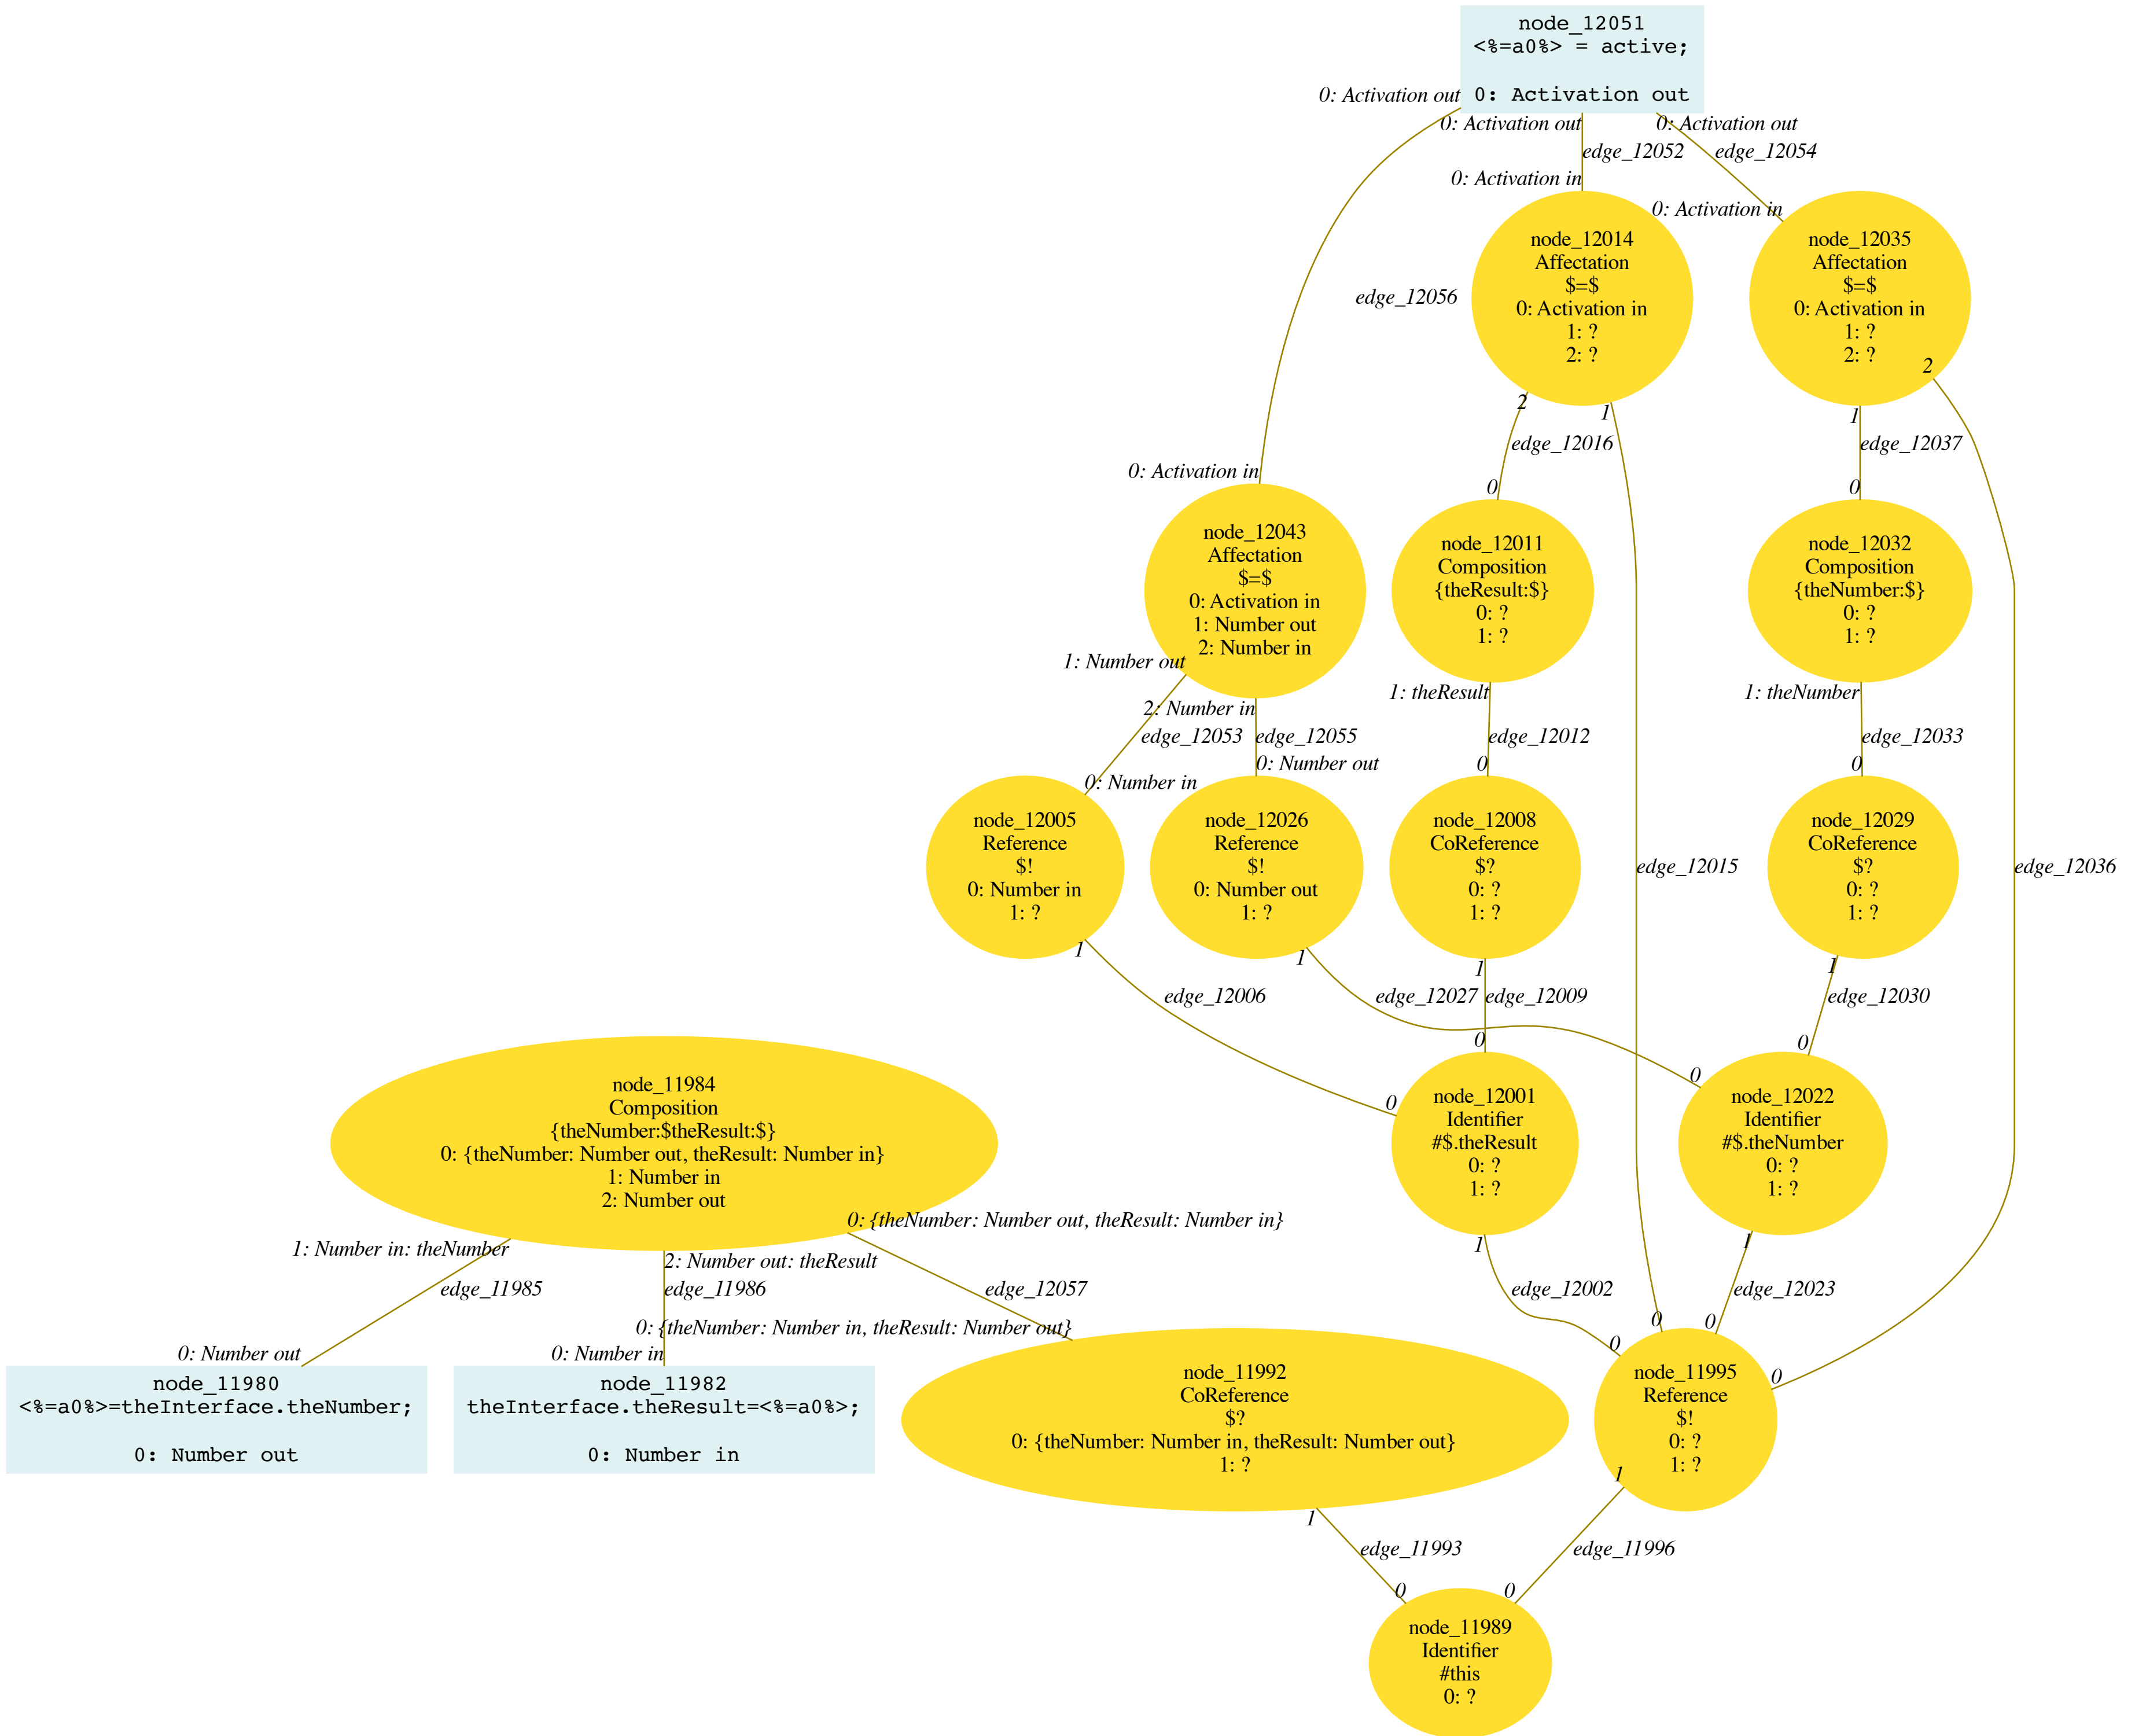 node_12051
<%=a0%> = active;
0: Activation out
0: Activation out
0: Activation out
0: Activation out
edge_12052
edge_12054
0: Activation in
0: Activation in
node_12014
Affectation
$=$
0: Activation in
1: ?
2: ?
node_12035
Affectation
$=$
0: Activation in
1: ?
2: ?
edge_12056
2
2
1
1
edge_12016
edge_12037
0: Activation in
0
0
node_12043
Affectation
$=$
0: Activation in
1: Number out
2: Number in
node_12011
Composition
{theResult:$}
0: ?
1: ?
node_12032
Composition
{theNumber:$}
0: ?
1: ?
1: Number out
2: Number in
1: theResult
1: theNumber
edge_12053
edge_12055
edge_12012
edge_12033
0: Number in
0: Number out
0
0
node_12005
Reference
$!
0: Number in
1: ?
node_12026
Reference
$!
0: Number out
1: ?
node_12008
CoReference
$?
0: ?
1: ?
edge_12015
node_12029
CoReference
$?
0: ?
1: ?
edge_12036
1
1
1
1
edge_12006
edge_12027
edge_12009
edge_12030
0
0
0
0
node_11984
Composition
{theNumber:$theResult:$}
0: {theNumber: Number out, theResult: Number in}
1: Number in
2: Number out
node_12001
Identifier
#$.theResult
0: ?
1: ?
node_12022
Identifier
#$.theNumber
0: ?
1: ?
1: Number in: theNumber
2: Number out: theResult
0: {theNumber: Number out, theResult: Number in}
1
1
edge_11985
edge_11986
edge_12057
edge_12002
edge_12023
0: Number out
0: Number in
0: {theNumber: Number in, theResult: Number out}
0
0
0
0
node_11980
<%=a0%>=theInterface.theNumber;
0: Number out
node_11982
theInterface.theResult=<%=a0%>;
0: Number in
node_11992
CoReference
$?
0: {theNumber: Number in, theResult: Number out}
1: ?
node_11995
Reference
$!
0: ?
1: ?
1
1
edge_11993
edge_11996
0
0
node_11989
Identifier
#this
0: ?